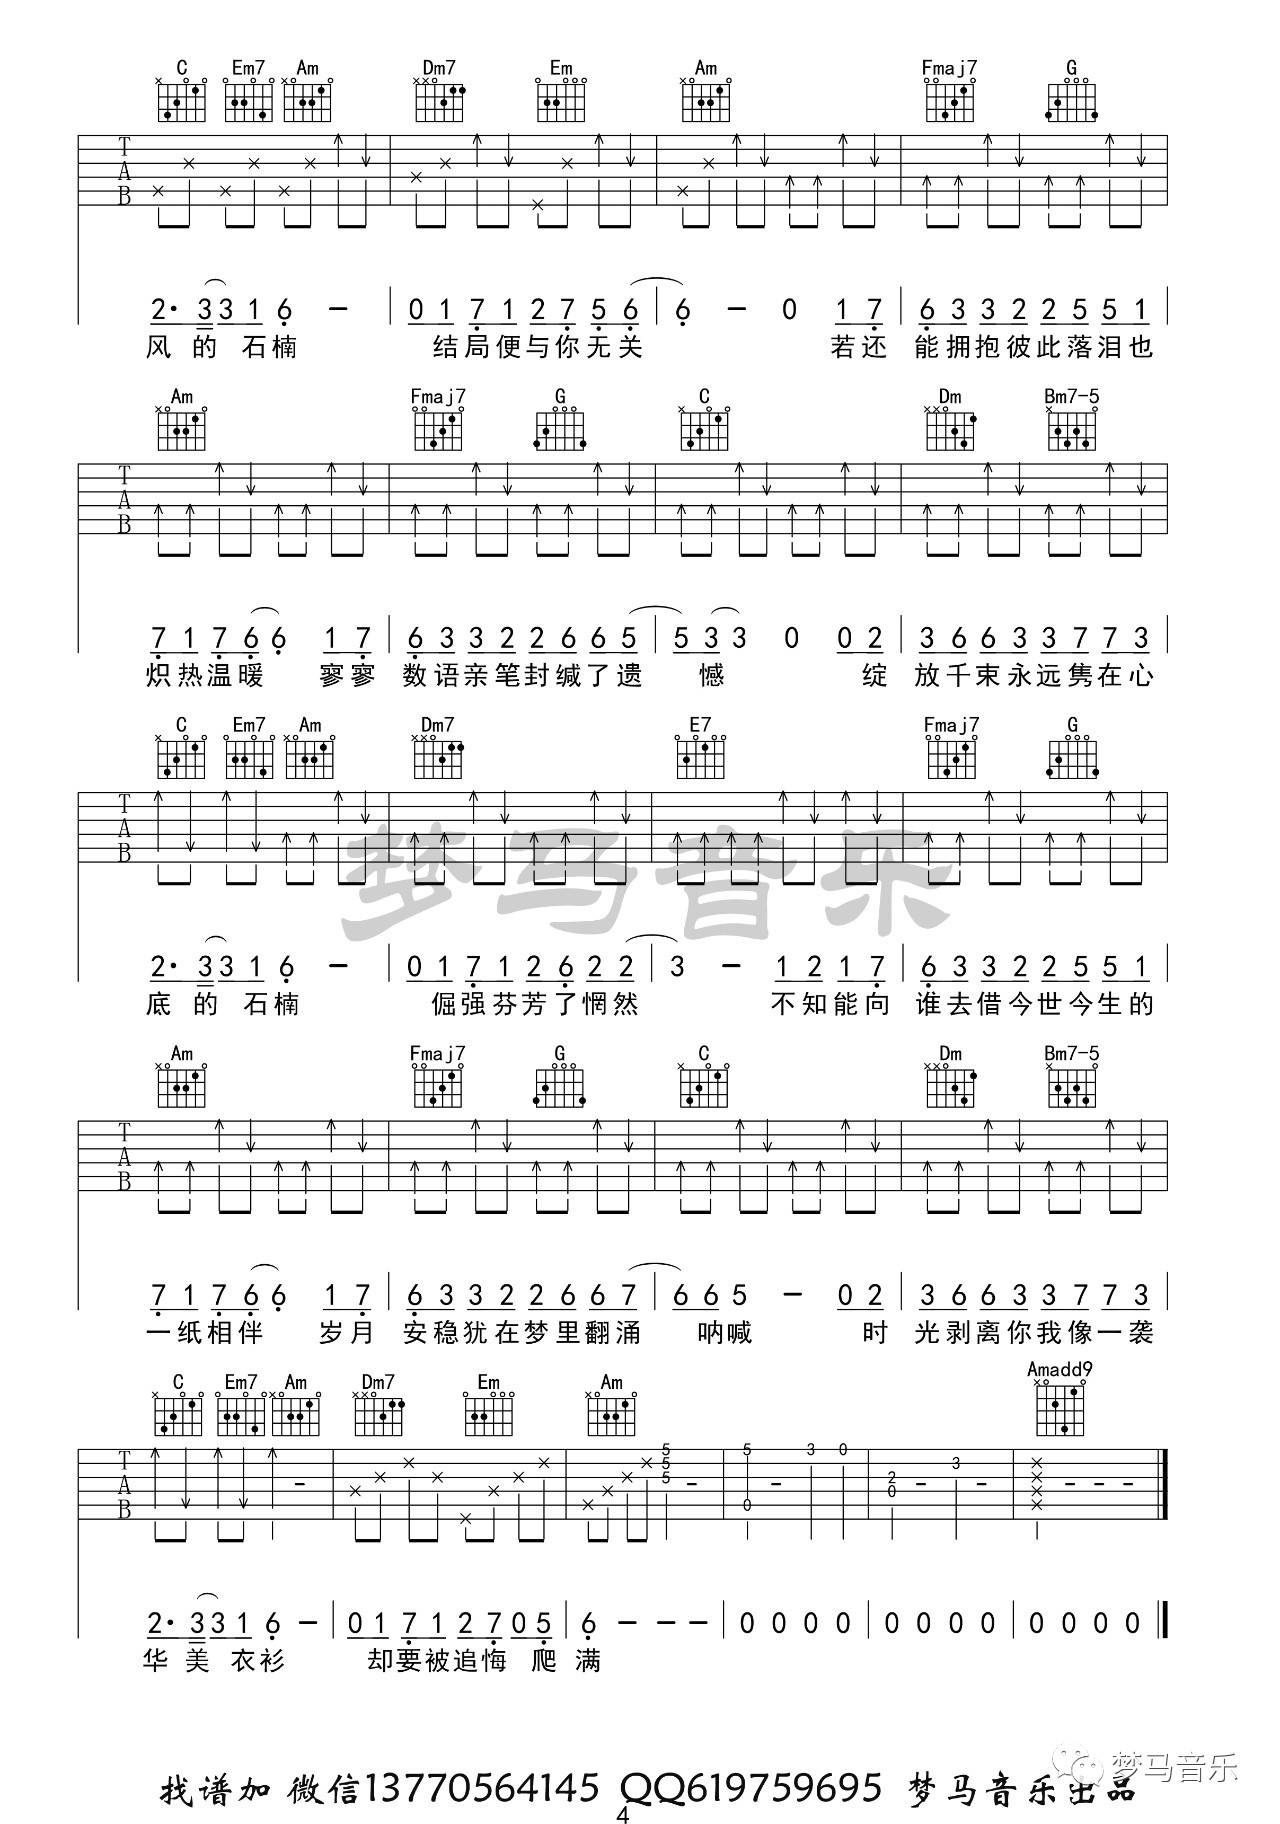 C Em7 Am Dm7 Em Am Fmaj7 G
T
A
B
2· 3 3 1 6 — | 0 1 7 1 2 7 5 6 | 6 — 0 1 7 | 6 3 3 2 2 5 5 1
风 的 石楠 结局便与你无关 若还 能拥抱彼此落泪也
Am Fmaj7 G C Dm Bm7-5
T
A
B
7 1 7 6 6 1 7 | 6 3 3 2 2 6 6 5 | 5 3 3 0 0 2 | 3 6 6 3 3 7 7 3
炽热温暖 寥寥 数语亲笔封缄了遗 憾 绽 放千束永远隽在心
C Em7 Am Dm7 E7 Fmaj7 G
T
A
B
梦马音乐
2· 3 3 1 6 — | 0 1 7 1 2 6 2 2 | 3 — 1 2 1 7 | 6 3 3 2 2 5 5 1
底 的 石楠 倔强芬芳了惘然 不知能向 谁去借今世今生的
Am Fmaj7 G C Dm Bm7-5
T
A
B
7 1 7 6 6 1 7 | 6 3 3 2 2 6 6 7 | 6 6 5 — 0 2 | 3 6 6 3 3 7 7 3
一纸相伴 岁月 安稳犹在梦里翻涌 呐喊 时 光剥离你我像一袭
C Em7 Am Dm7 Em Am Amadd9
T
A
B
5 5 5 5 0 3 0 2 0 3
2· 3 3 1 6 — | 0 1 7 1 2 7 0 5 | 6 — — — | 0 0 0 0 | 0 0 0 0 | 0 0 0 0
华 美 衣衫 却要被追悔 爬 满
梦马音乐
找谱加 微信13770564145 QQ619759695 梦马音乐出品
4